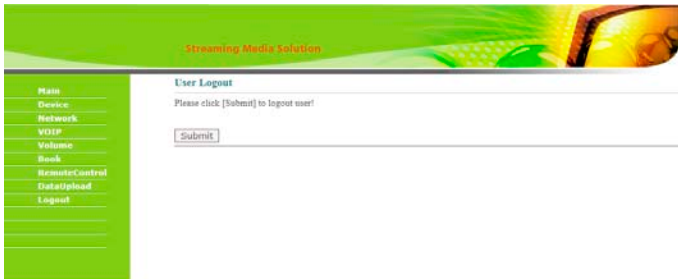 Streaming Media Solution
Main
Device
Network
VOIP
Volume
Book
RemoteControl
DataUpload
Logout
User Logout
Please click [Submit] to logout user!
Submit